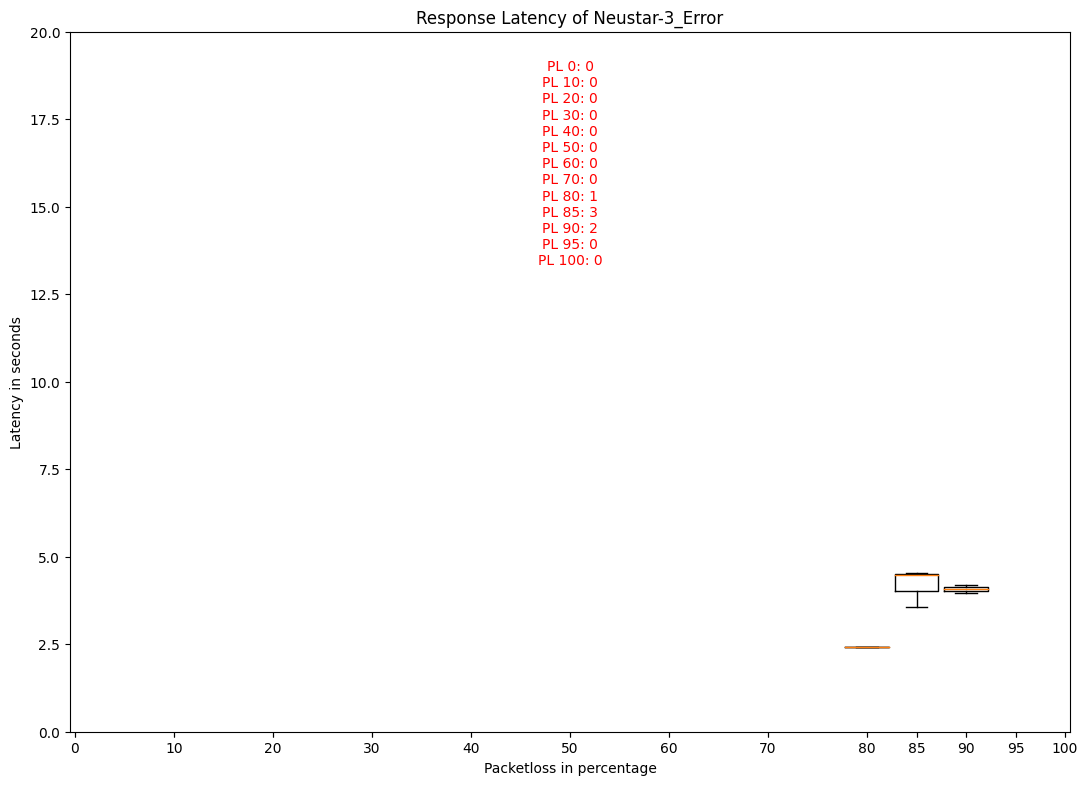 Response Latency of Neustar-3_Error
20.0
17.5
15.0
12.5
10.0
7.5
5.0
2.5
0.0
Latency in seconds
PL 0: 0
PL 10: 0
PL 20: 0
PL 30: 0
PL 40: 0
PL 50: 0
PL 60: 0
PL 70: 0
PL 80: 1
PL 85: 3
PL 90: 2
PL 95: 0
PL 100: 0
0 10 20 30 40 50 60 70 80 85 90 95 100
Packetloss in percentage